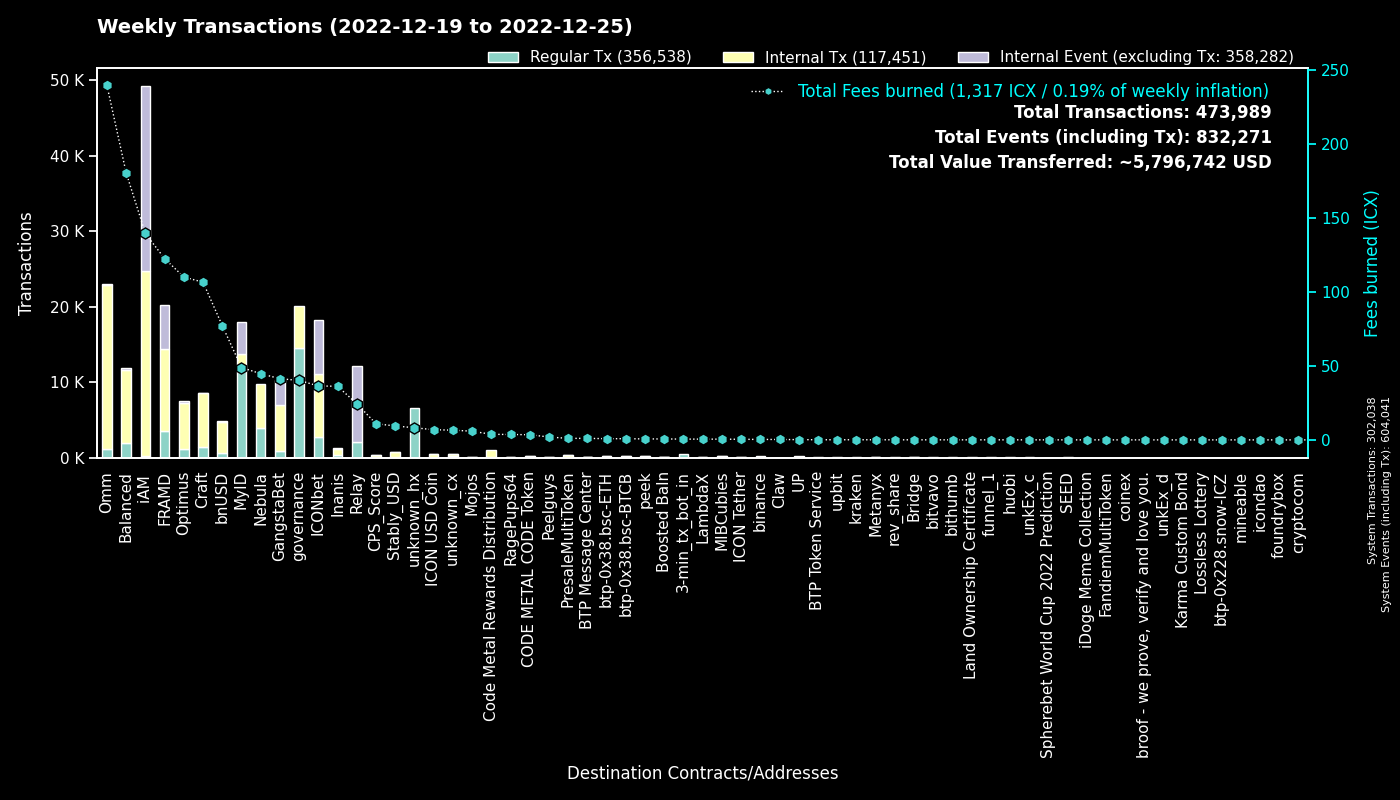 Weekly Transactions (2022-12-19 to 2022-12-25)
Regular Tx (356,538)
Internal Tx (117,451)
Internal Event (excluding Tx: 358,282)
Total Fees burned (1,317 ICX / 0.19% of weekly inflation)
Total Transactions: 473,989
Total Events (including Tx): 832,271
Total Value Transferred: ~5,796,742 USD
Transactions
50 K
40 K
30 K
20 K
10 K
0 K
250
200
150
100
50
0
Fees burned (ICX)
System Transactions: 302,038
System Events (including Tx): 604,041
Omm
Balanced
iAM
FRAMD
Optimus
Craft
bnUSD
MyID
Nebula
GangstaBet
governance
ICONbet
Inanis
Relay
CPS_Score
Stably_USD
unknown_hx
ICON USD Coin
unknown_cx
Mojos
Code Metal Rewards Distribution
RagePups64
CODE METAL CODE Token
Peelguys
PresaleMultiToken
BTP Message Center
btp-0x38.bsc-ETH
btp-0x38.bsc-BTCB
peek
Boosted Baln
3-min_tx_bot_in
LambdaX
MIBCubies
ICON Tether
binance
Claw
UP
BTP Token Service
upbit
kraken
Metanyx
rev_share
Bridge
bitvavo
bithumb
Land Ownership Certificate
funnel_1
huobi
unkEx_c
Spherebet World Cup 2022 Prediction
SEED
iDoge Meme Collection
FandiemMultiToken
coinex
broof - we prove, verify and love you.
unkEx_d
Karma Custom Bond
Lossless Lottery
btp-0x228.snow-ICZ
mineable
icondao
foundrybox
cryptocom
Destination Contracts/Addresses